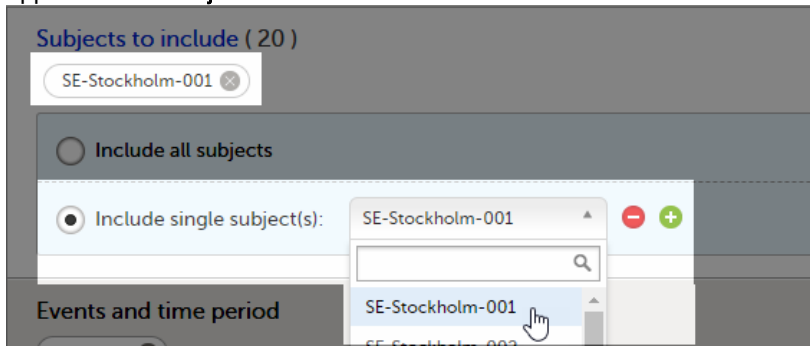 Subjects to include ( 20 )
SE-Stockholm-001
Include all subjects
Include single subject(s): SE-Stockholm-001
SE-Stockholm-001
Events and time period